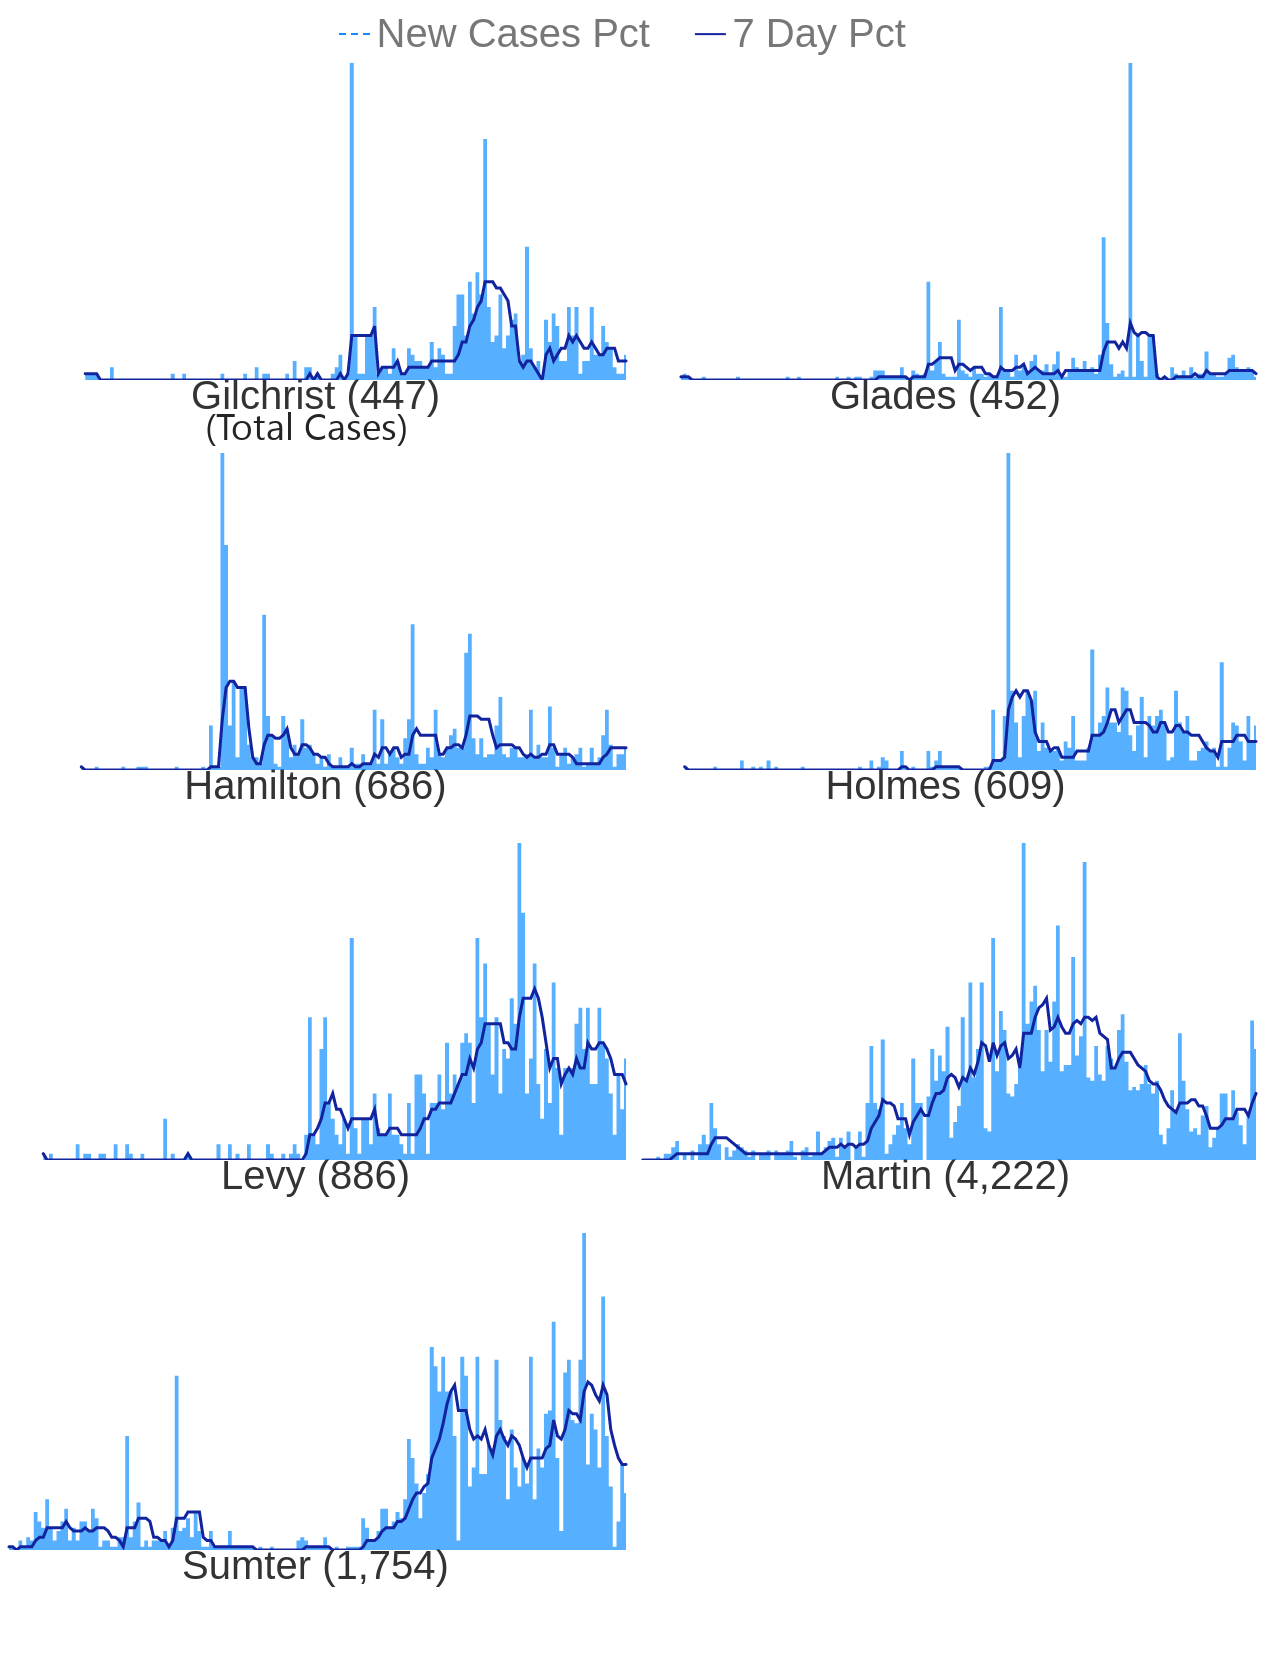 New Cases Pct 7 Day Pct
Gilchrist (447) Glades (452)
(Total Cases)
Hamilton (686) Holmes (609)
Levy (886) Martin (4,222)
Sumter (1,754)